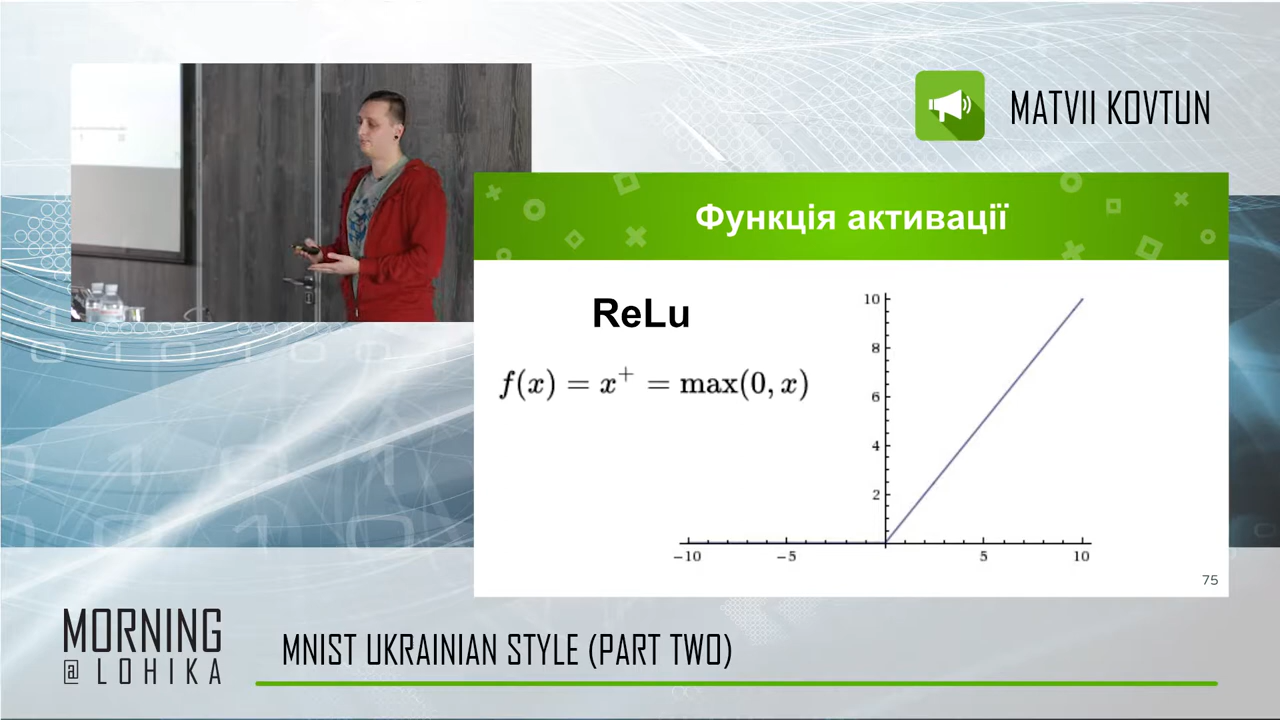 MATVII KOVTUN
Функція активації
ReLu
f(x) = x⁺ = max(0, x)
10
8
6
4
2
−10 −5 5 10
75
MORNING
@ LOHIKA
MNIST UKRAINIAN STYLE (PART TWO)